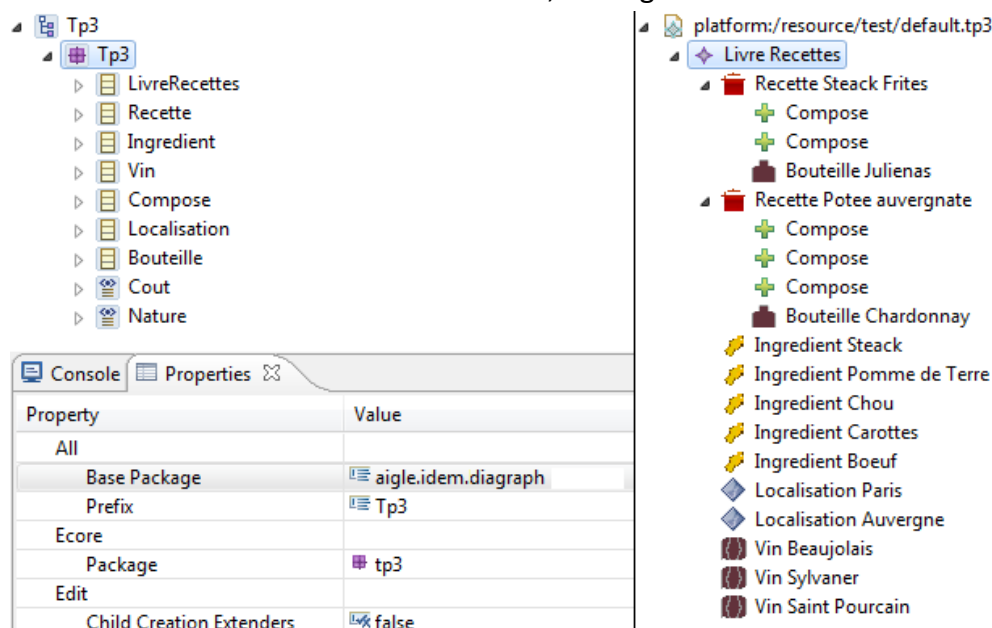 Tp3
Tp3
LivreRecettes
Recette
Ingredient
Vin
Compose
Localisation
Bouteille
Cout
Nature
Console
Properties
Property Value
All
Base Package aigle.idem.diagraph
Prefix Tp3
Ecore
Package tp3
Edit
Child Creation Extenders false
platform:/resource/test/default.tp3
Livre Recettes
Recette Steack Frites
Compose
Compose
Bouteille Julienas
Recette Potee auvergnate
Compose
Compose
Compose
Bouteille Chardonnay
Ingredient Steack
Ingredient Pomme de Terre
Ingredient Chou
Ingredient Carottes
Ingredient Boeuf
Localisation Paris
Localisation Auvergne
Vin Beaujolais
Vin Sylvaner
Vin Saint Pourcain